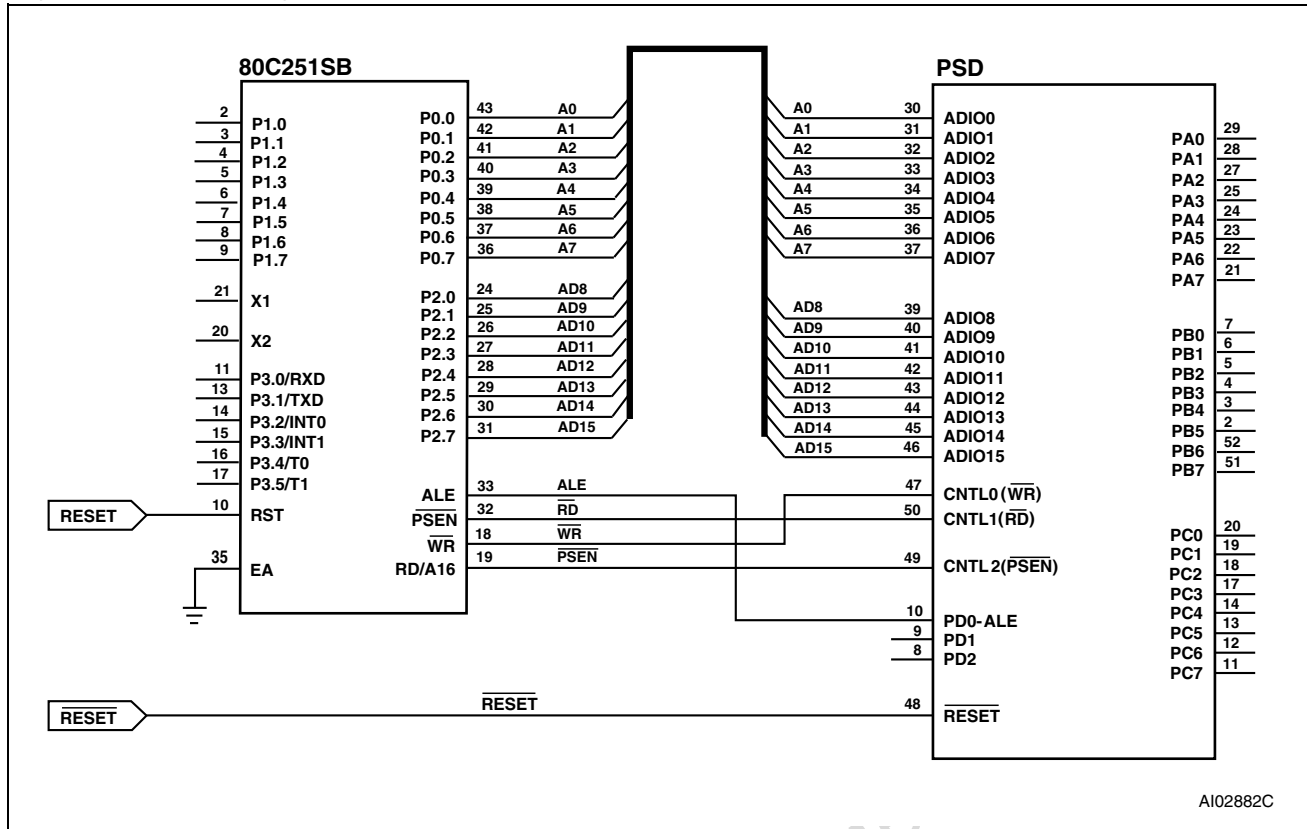 80C251SB
2 P1.0
3 P1.1
4 P1.2
5 P1.3
6 P1.4
7 P1.5
8 P1.6
9 P1.7
21 X1
20 X2
11 P3.0/RXD
13 P3.1/TXD
14 P3.2/INT0
15 P3.3/INT1
16 P3.4/T0
17 P3.5/T1
RESET 10 RST
35 EA
P0.0 43 A0
P0.1 42 A1
P0.2 41 A2
P0.3 40 A3
P0.4 39 A4
P0.5 38 A5
P0.6 37 A6
P0.7 36 A7
P2.0 24 AD8
P2.1 25 AD9
P2.2 26 AD10
P2.3 27 AD11
P2.4 28 AD12
P2.5 29 AD13
P2.6 30 AD14
P2.7 31 AD15
ALE 33 ALE
PSEN 32 RD
WR 18 WR
RD/A16 19 PSEN
PSD
A0 30 ADIO0
A1 31 ADIO1
A2 32 ADIO2
A3 33 ADIO3
A4 34 ADIO4
A5 35 ADIO5
A6 36 ADIO6
A7 37 ADIO7
AD8 39 ADIO8
AD9 40 ADIO9
AD10 41 ADIO10
AD11 42 ADIO11
AD12 43 ADIO12
AD13 44 ADIO13
AD14 45 ADIO14
AD15 46 ADIO15
47 CNTL0 (WR)
50 CNTL1(RD)
49 CNTL 2(PSEN)
10 PD0-ALE
9 PD1
8 PD2
RESET RESET 48 RESET
PA0 29
PA1 28
PA2 27
PA3 25
PA4 24
PA5 23
PA6 22
PA7 21
PB0 7
PB1 6
PB2 5
PB3 4
PB4 3
PB5 2
PB6 52
PB7 51
PC0 20
PC1 19
PC2 18
PC3 17
PC4 14
PC5 13
PC6 12
PC7 11
AI02882C